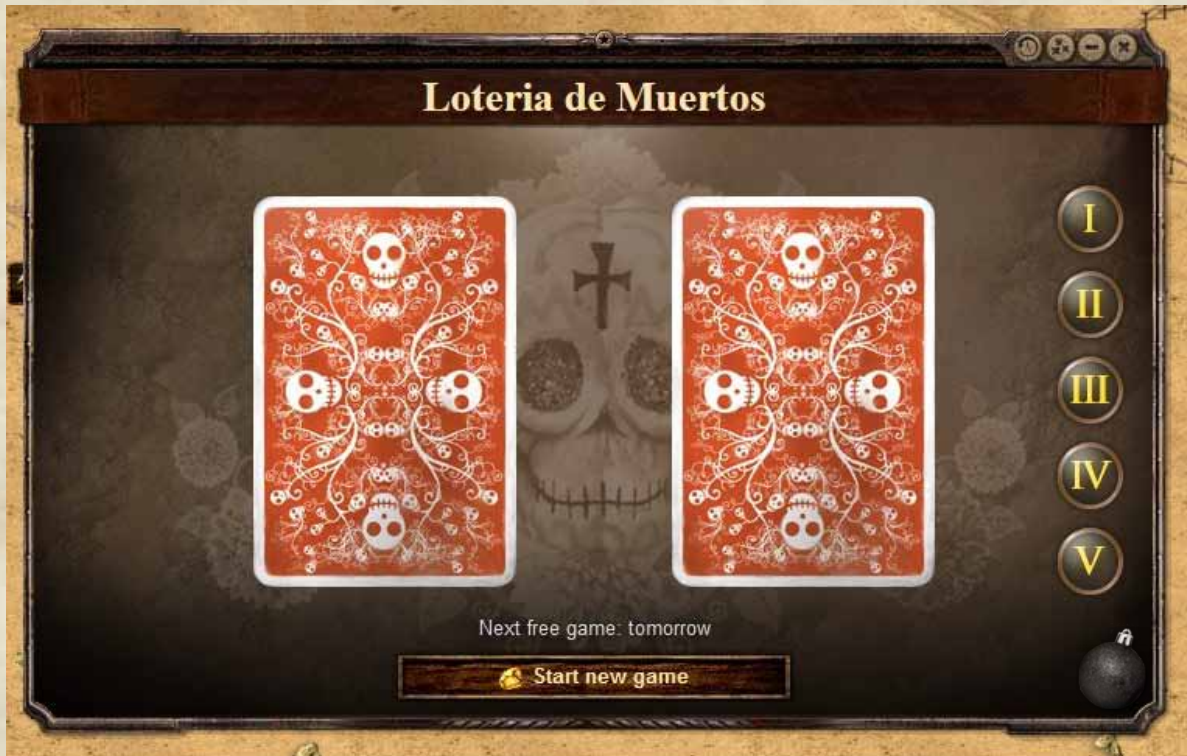 Loteria de Muertos
I
II
III
IV
V
Next free game: tomorrow
Start new game